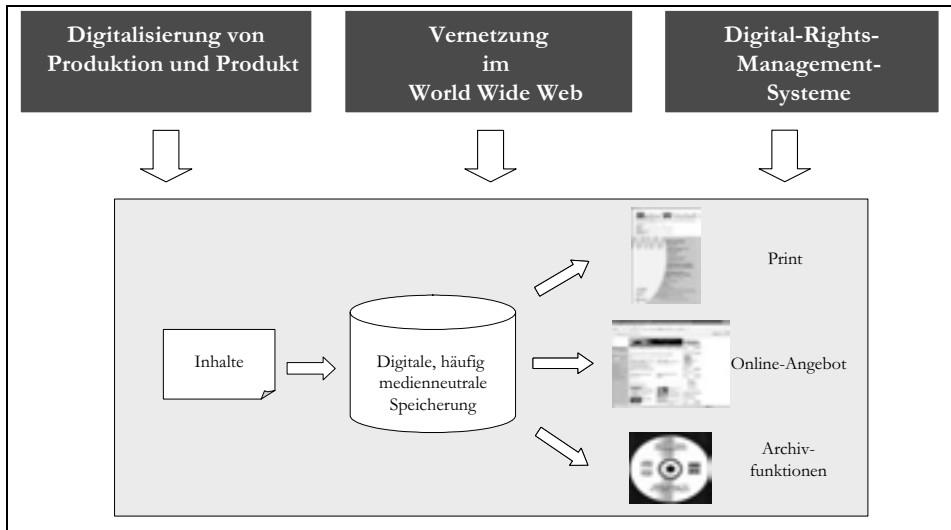 Digitalisierung von
Produktion und Produkt
Vernetzung
im
World Wide Web
Digital-Rights-
Management-
Systeme
Inhalte
Digitale, häufig
medienneutrale
Speicherung
Print
Online-Angebot
Archiv-
funktionen